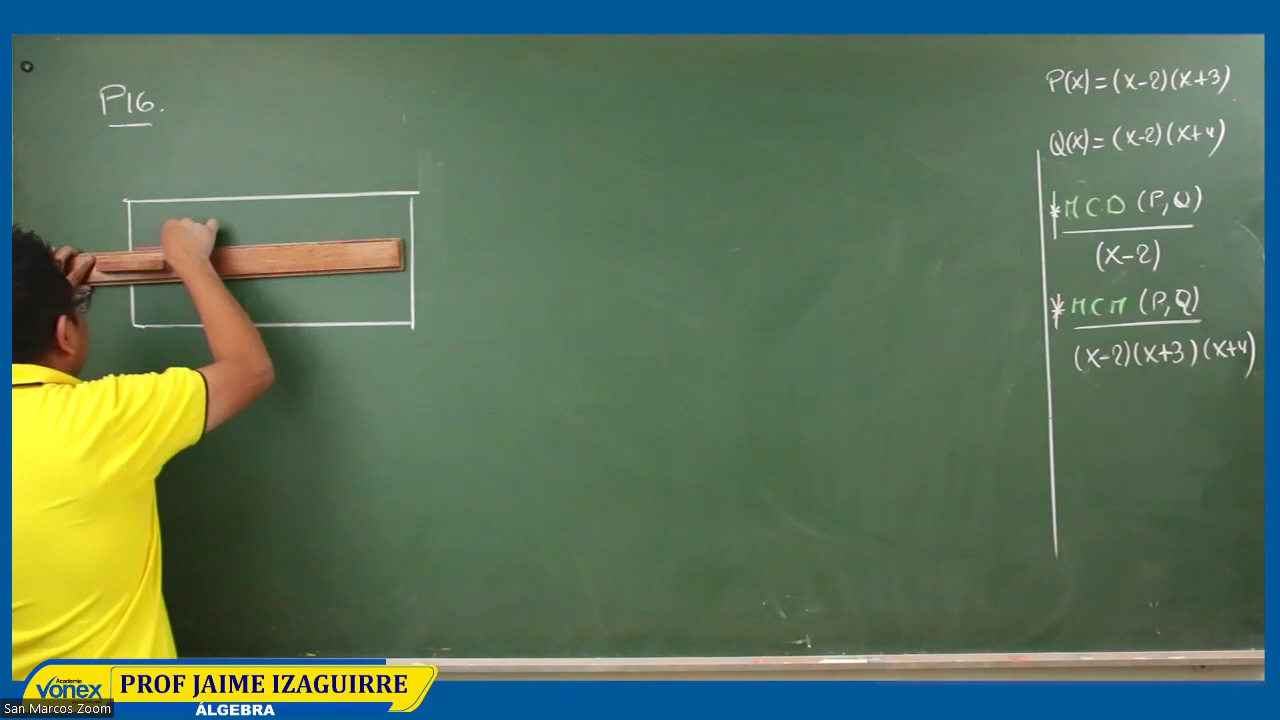 P16.
P(x) = (x-2)(x+3)
Q(x) = (x-2)(x+4)
* MCD (P,Q)
(x-2)
* MCM (P,Q)
(x-2)(x+3)(x+4)
Academia
vonex
PROF JAIME IZAGUIRRE
ÁLGEBRA
San Marcos Zoom